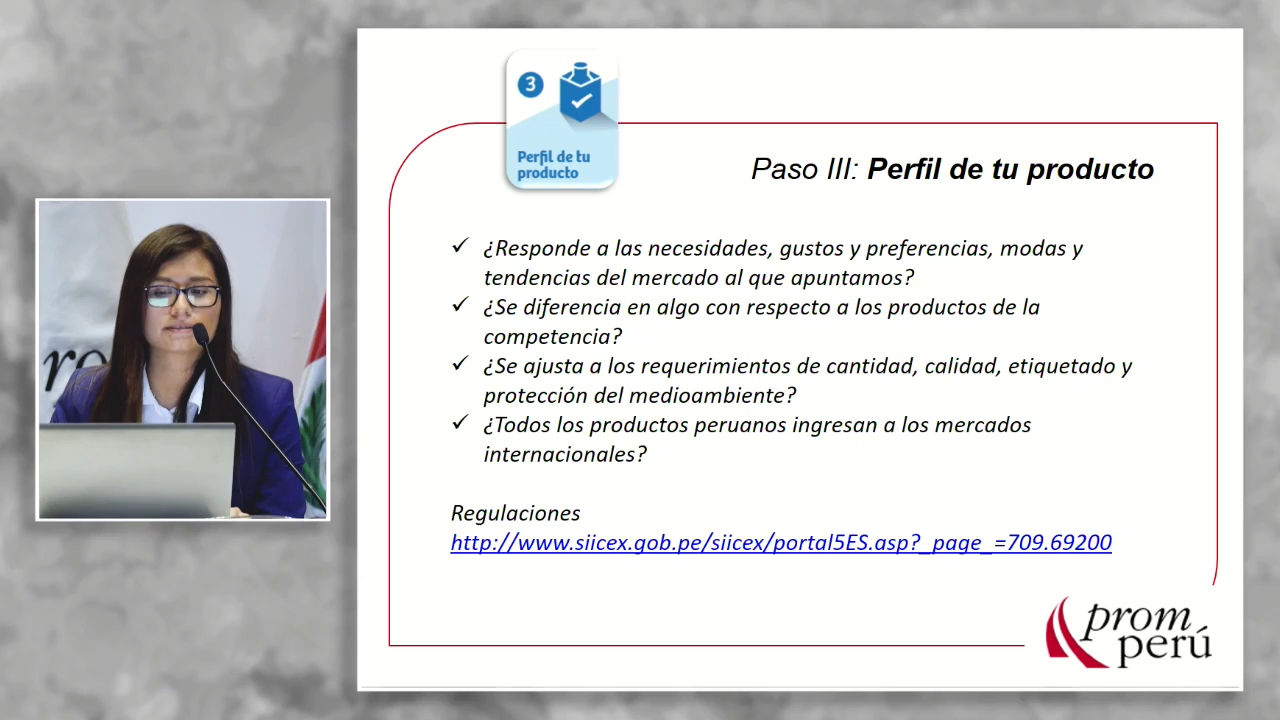 3
Perfil de tu
producto
Paso III: Perfil de tu producto
✓ ¿Responde a las necesidades, gustos y preferencias, modas y
tendencias del mercado al que apuntamos?
✓ ¿Se diferencia en algo con respecto a los productos de la
competencia?
✓ ¿Se ajusta a los requerimientos de cantidad, calidad, etiquetado y
protección del medioambiente?
✓ ¿Todos los productos peruanos ingresan a los mercados
internacionales?
Regulaciones
http://www.siicex.gob.pe/siicex/portal5ES.asp?_page_=709.69200
prom
perú